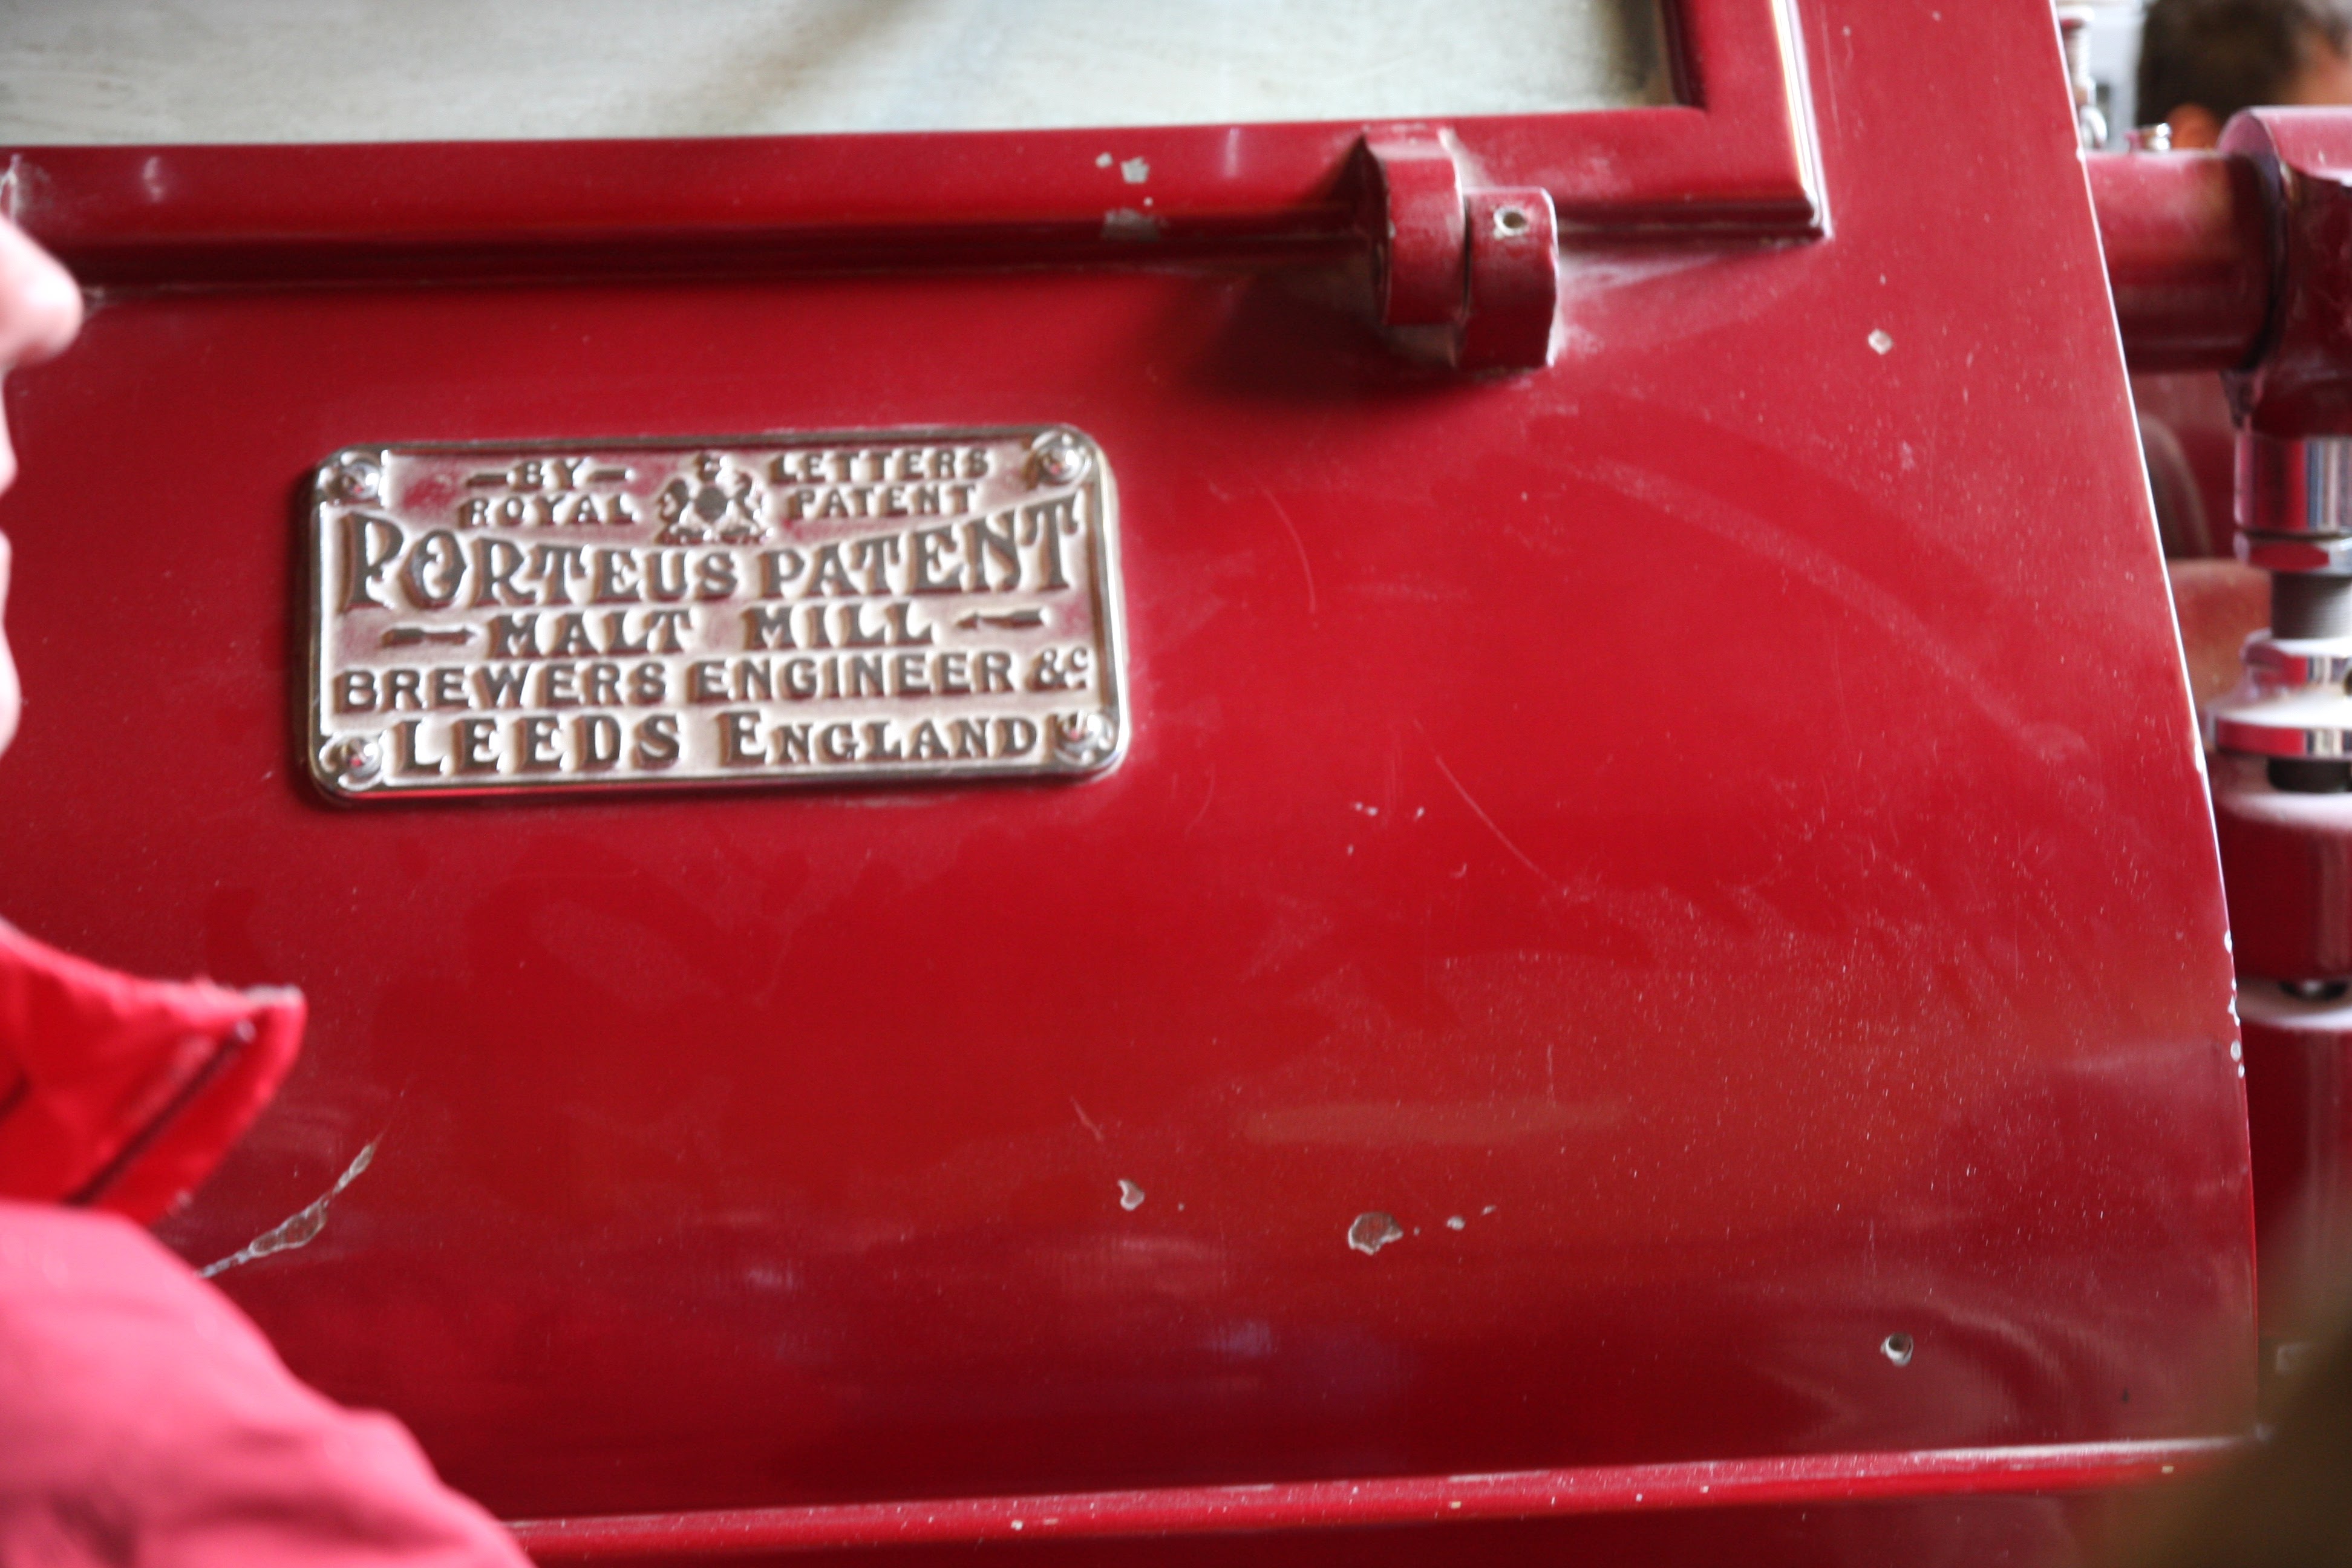 BY LETTERS
ROYAL PATENT
PORTEUS PATENT
MALT MILL
BREWERS ENGINEER &c
LEEDS ENGLAND